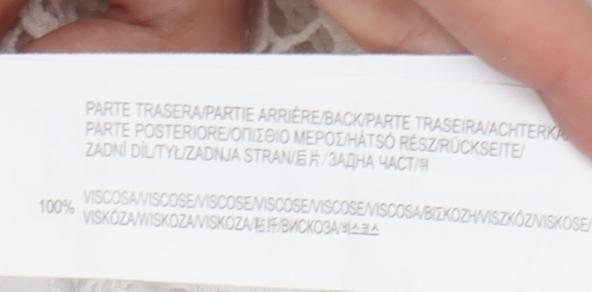 PARTE TRASERA/PARTIE ARRIÈRE/BACK/PARTE TRASEIRA/ACHTERKA
PARTE POSTERIORE/ΟΠΙΣΘΙΟ ΜΕΡΟΣ/HÁTSÓ RÉSZ/RÜCKSEITE/
ZADNÍ DÍL/TYŁ/ZADNJA STRAN/后片/ЗАДНА ЧАСТ/뒤
100% VISCOSA/VISCOSE/VISCOSE/VISCOSE/VISCOSE/VISCOSA/ΒΙΣΚΟΖΗ/VISZKÓZ/VISKOSE/
VISKÓZA/WISKOZA/VISKOZA/粘纤/ВИСКОЗА/비스코스